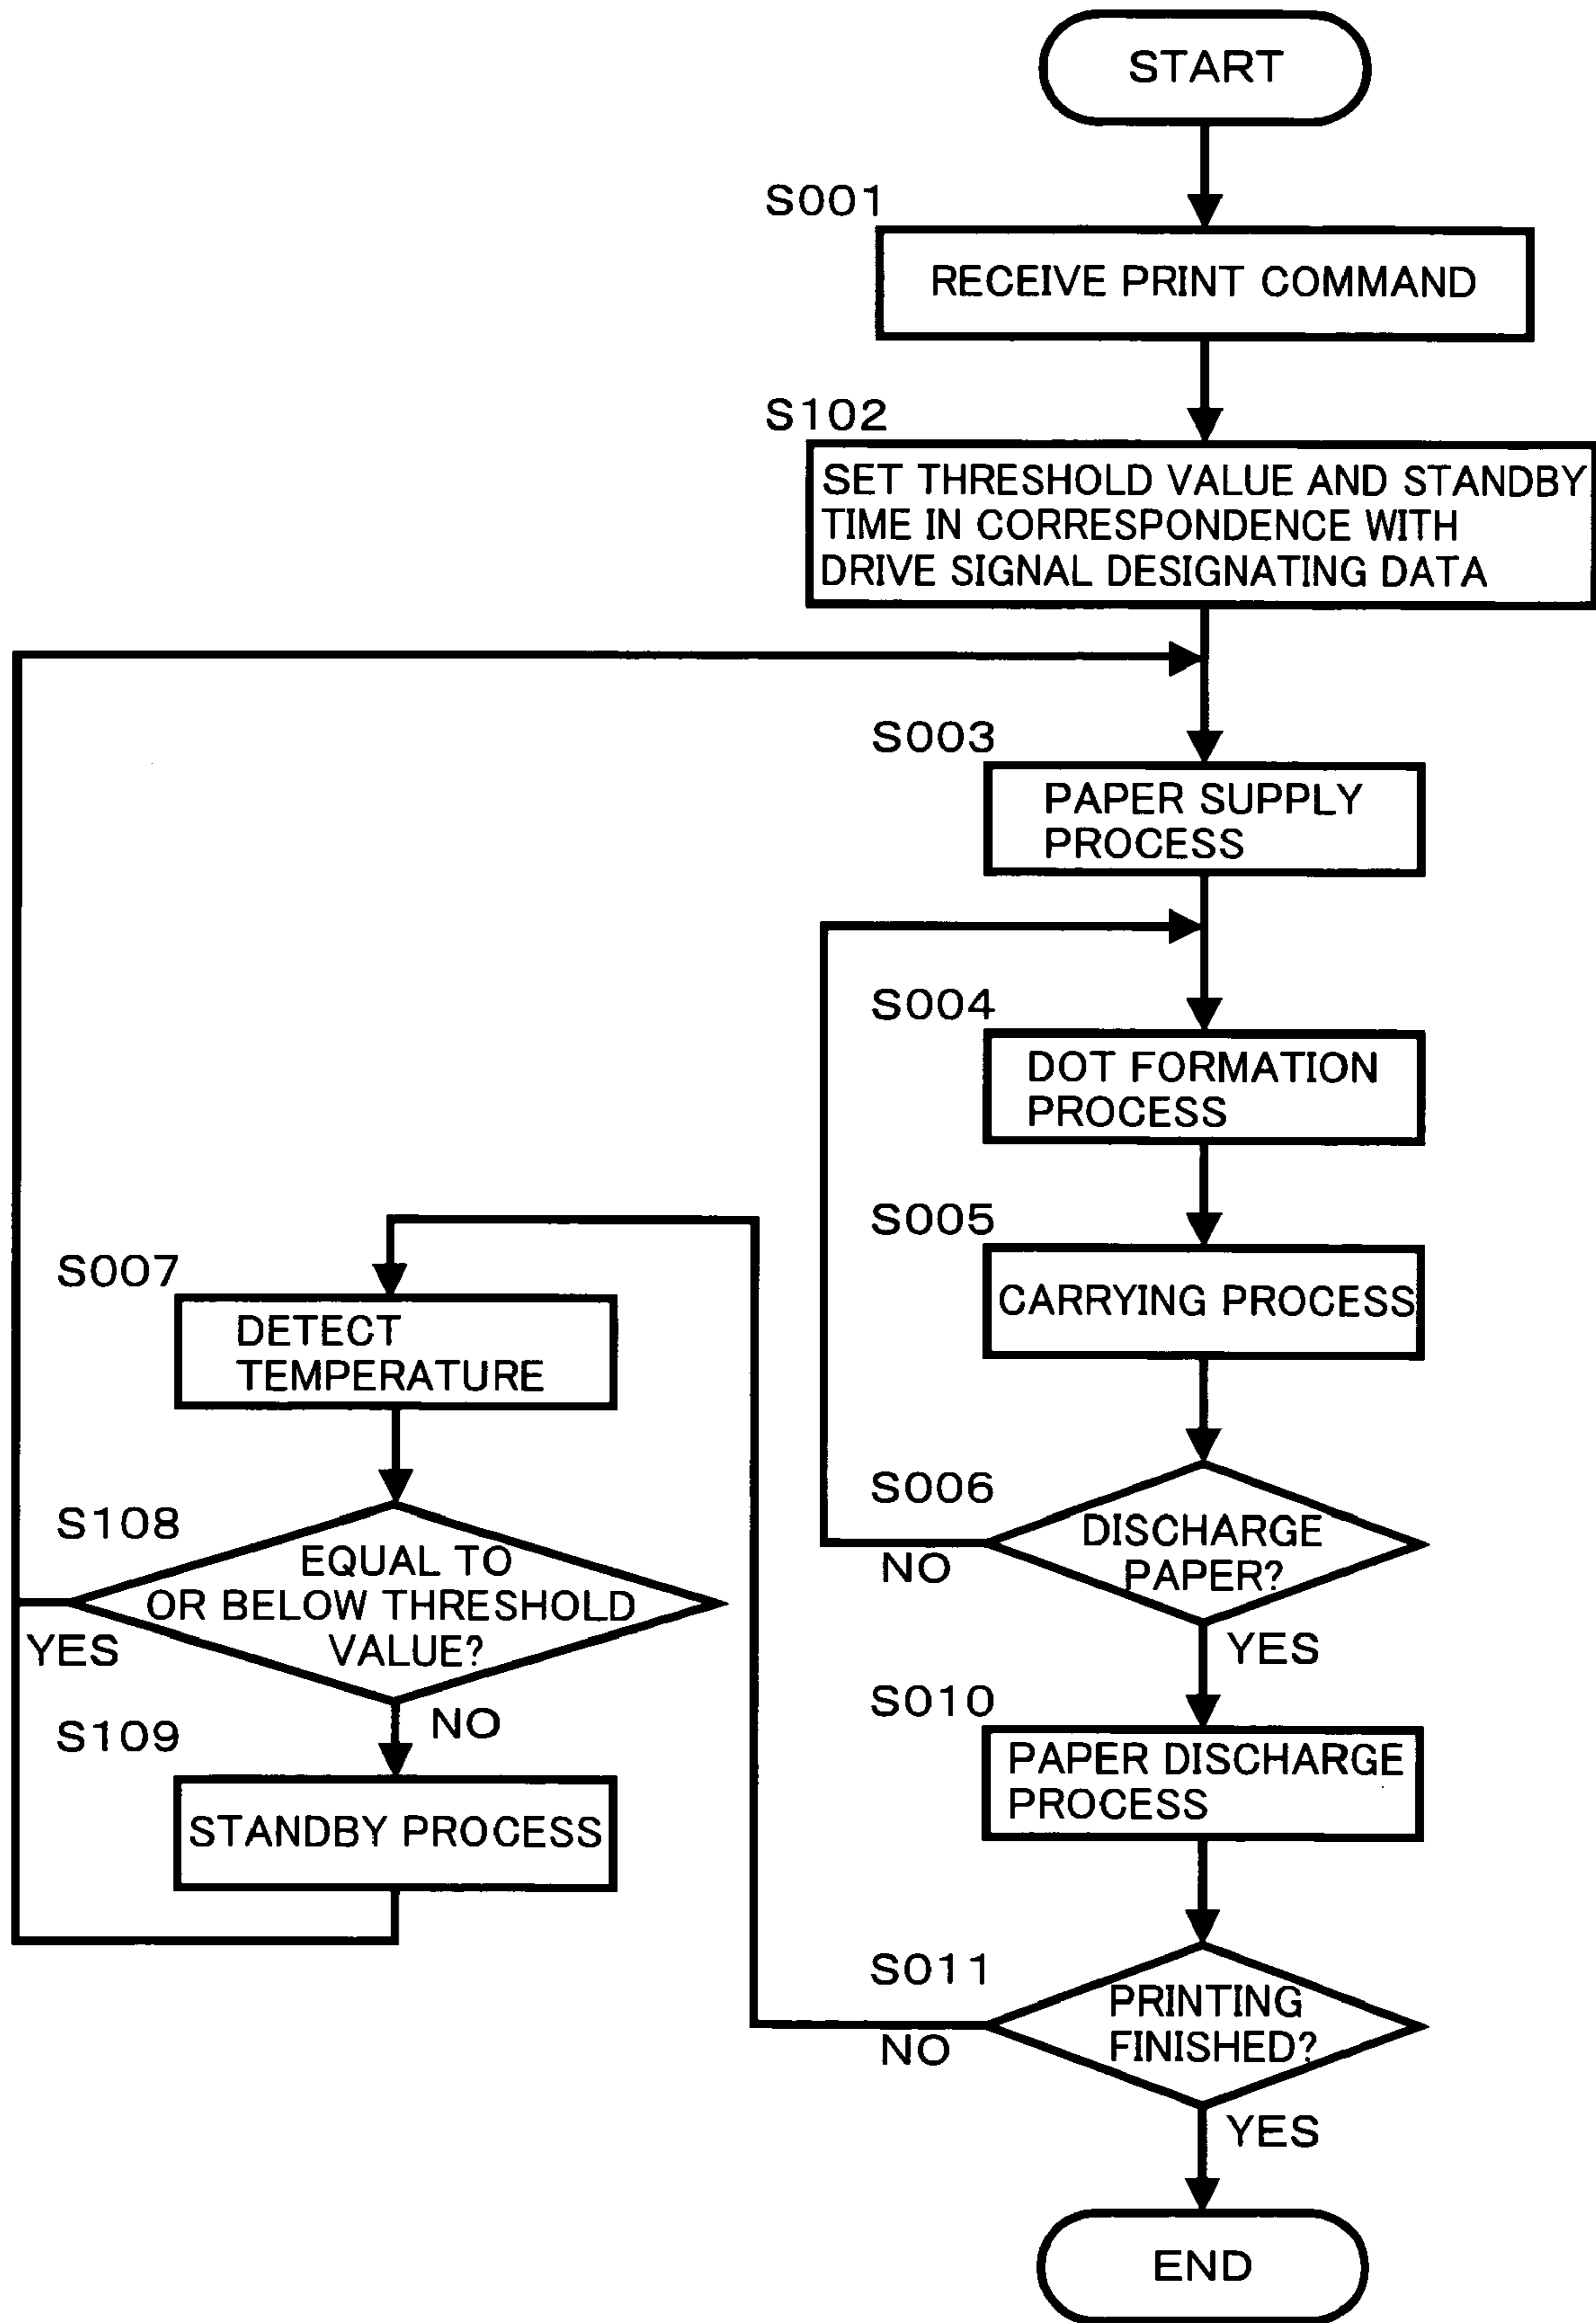 START
S001
RECEIVE PRINT COMMAND
S102
SET THRESHOLD VALUE AND STANDBY
TIME IN CORRESPONDENCE WITH
DRIVE SIGNAL DESIGNATING DATA
S003
PAPER SUPPLY
PROCESS
S004
DOT FORMATION
PROCESS
S005
CARRYING PROCESS
S006
DISCHARGE
PAPER?
NO
YES
S010
PAPER DISCHARGE
PROCESS
S011
PRINTING
FINISHED?
NO
YES
END
S007
DETECT
TEMPERATURE
S108
EQUAL TO
OR BELOW THRESHOLD
VALUE?
YES
NO
S109
STANDBY PROCESS